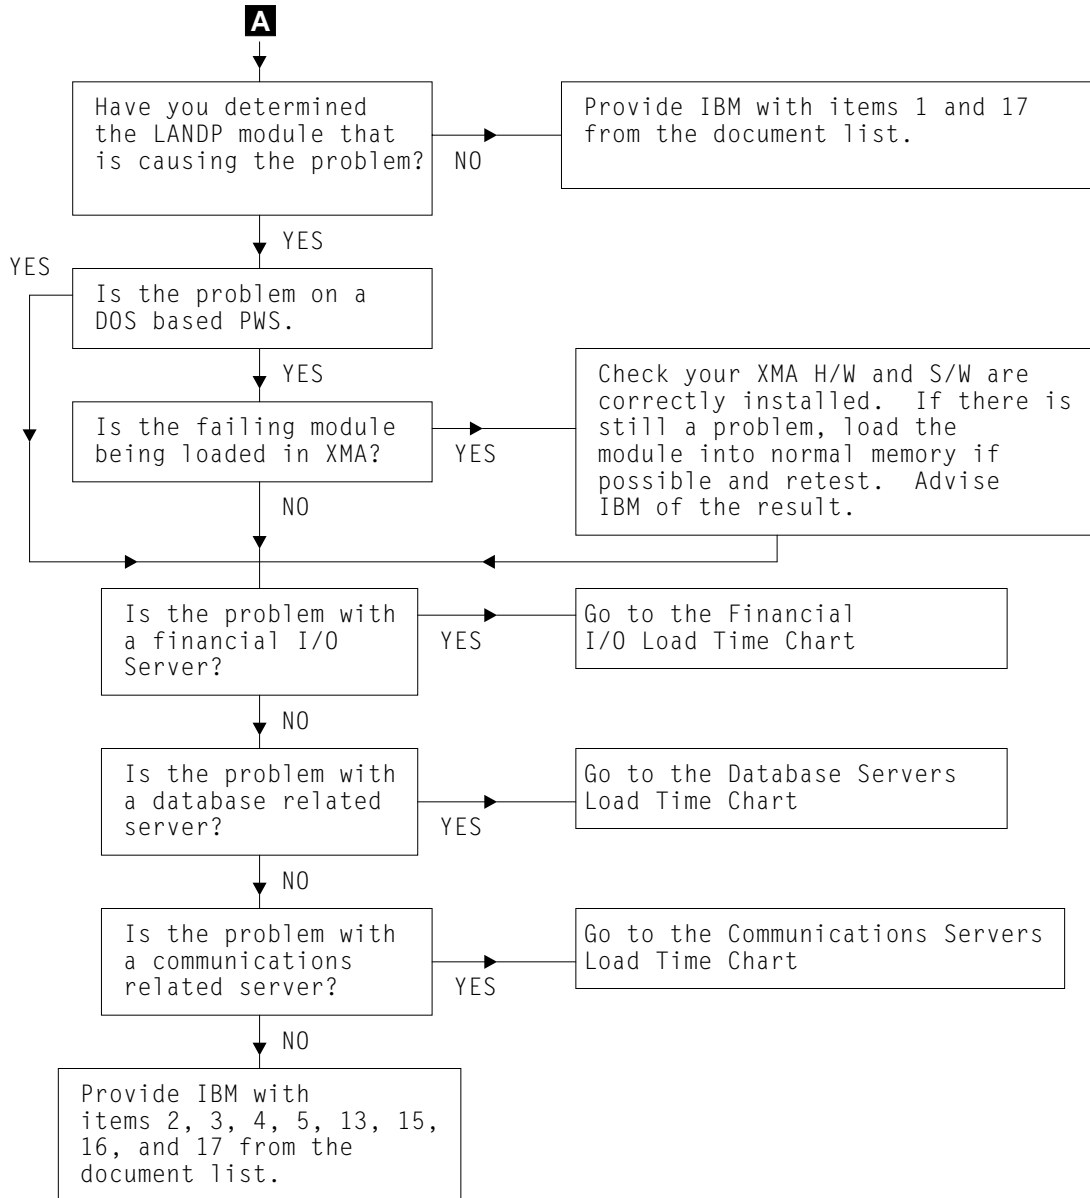 A
Have you determined
the LANDP module that
is causing the problem?
NO
Provide IBM with items 1 and 17
from the document list.
YES
YES
Is the problem on a
DOS based PWS.
YES
Is the failing module
being loaded in XMA?
YES
Check your XMA H/W and S/W are
correctly installed. If there is
still a problem, load the
module into normal memory if
possible and retest. Advise
IBM of the result.
NO
Is the problem with
a financial I/O
Server?
YES
Go to the Financial
I/O Load Time Chart
NO
Is the problem with
a database related
server?
YES
Go to the Database Servers
Load Time Chart
NO
Is the problem with
a communications
related server?
YES
Go to the Communications Servers
Load Time Chart
NO
Provide IBM with
items 2, 3, 4, 5, 13, 15,
16, and 17 from the
document list.